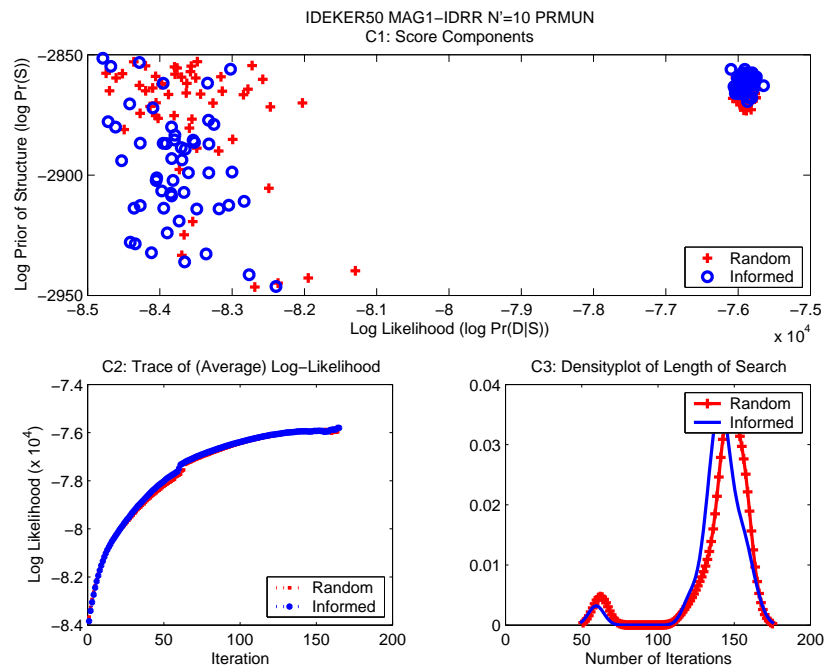 IDEKER50 MAG1−IDRR N'=10 PRMUN
C1: Score Components
Log Prior of Structure (log Pr(S))
−2850
−2900
−2950
−8.5
−8.4
−8.3
−8.2
−8.1
−8
−7.9
−7.8
−7.7
−7.6
−7.5
x 10⁴
Log Likelihood (log Pr(D|S))
Random
Informed
C2: Trace of (Average) Log−Likelihood
Log Likelihood (x 10⁴)
−7.4
−7.6
−7.8
−8
−8.2
−8.4
0
50
100
150
200
Iteration
Random
Informed
C3: Densityplot of Length of Search
0.04
0.03
0.02
0.01
0
0
50
100
150
200
Number of Iterations
Random
Informed